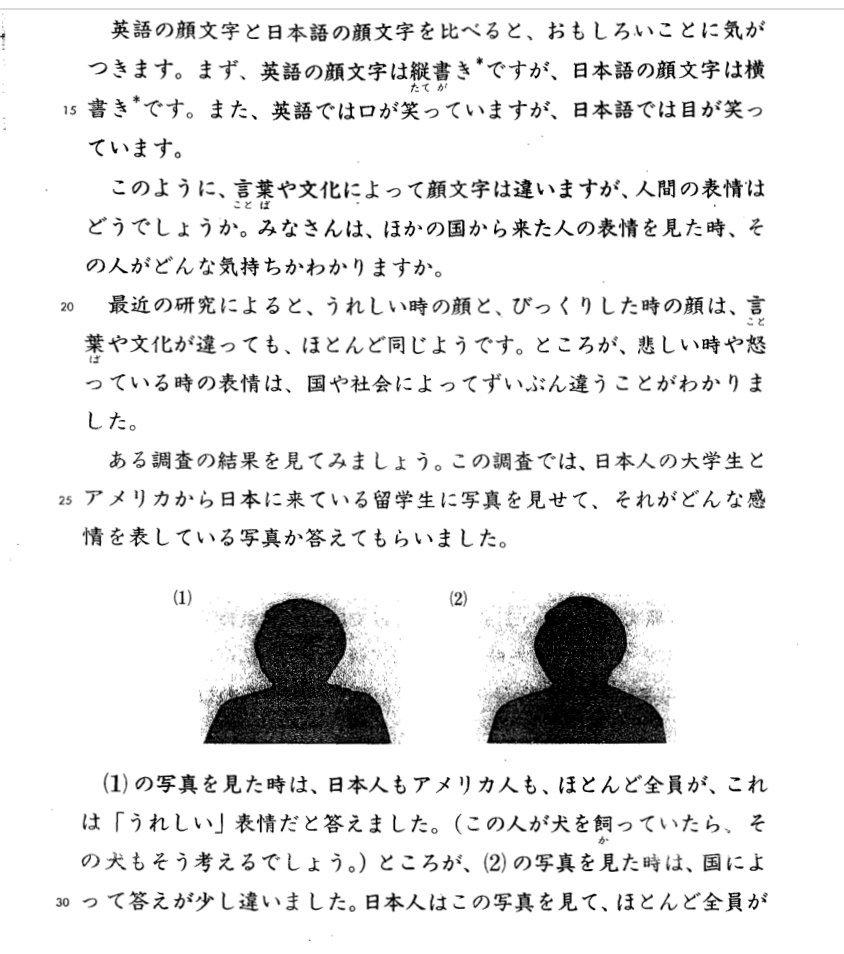 英語の顔文字と日本語の顔文字を比べると、おもしろいことに気が
つきます。まず、英語の顔文字は縦書き*ですが、日本語の顔文字は横
たて が
15 書き*です。また、英語では口が笑っていますが、日本語では目が笑っ
ています。
このように、言葉や文化によって顔文字は違いますが、人間の表情は
こと ば
どうでしょうか。みなさんは、ほかの国から来た人の表情を見た時、そ
の人がどんな気持ちかわかりますか。
20 最近の研究によると、うれしい時の顔と、びっくりした時の顔は、言
こと
葉や文化が違っても、ほとんど同じようです。ところが、悲しい時や怒
ば
っている時の表情は、国や社会によってずいぶん違うことがわかりま
した。
ある調査の結果を見てみましょう。この調査では、日本人の大学生と
25 アメリカから日本に来ている留学生に写真を見せて、それがどんな感
情を表している写真か答えてもらいました。
(1) (2)
(1)の写真を見た時は、日本人もアメリカ人も、ほとんど全員が、これ
は「うれしい」表情だと答えました。(この人が犬を飼っていたら、そ
か
の犬もそう考えるでしょう。)ところが、(2)の写真を見た時は、国によ
30 って答えが少し違いました。日本人はこの写真を見て、ほとんど全員が